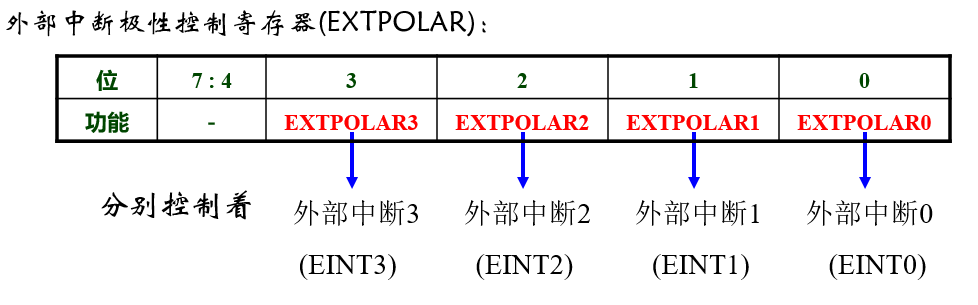 外部中断极性控制寄存器(EXTPOLAR)：
位 7 : 4 3 2 1 0
功能 - EXTPOLAR3 EXTPOLAR2 EXTPOLAR1 EXTPOLAR0
分别控制着 外部中断3 外部中断2 外部中断1 外部中断0
(EINT3) (EINT2) (EINT1) (EINT0)